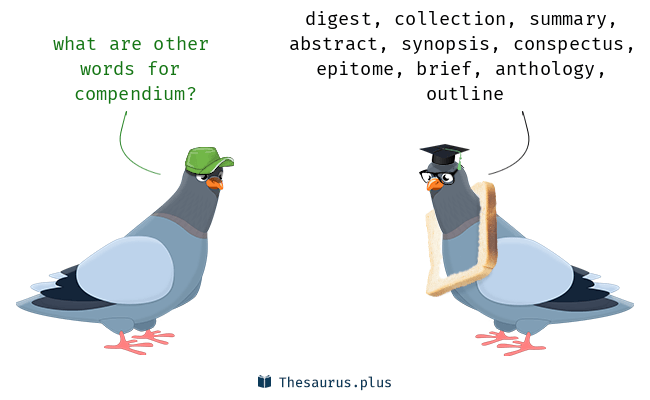 what are other
words for
compendium?
digest, collection, summary,
abstract, synopsis, conspectus,
epitome, brief, anthology,
outline
Thesaurus.plus